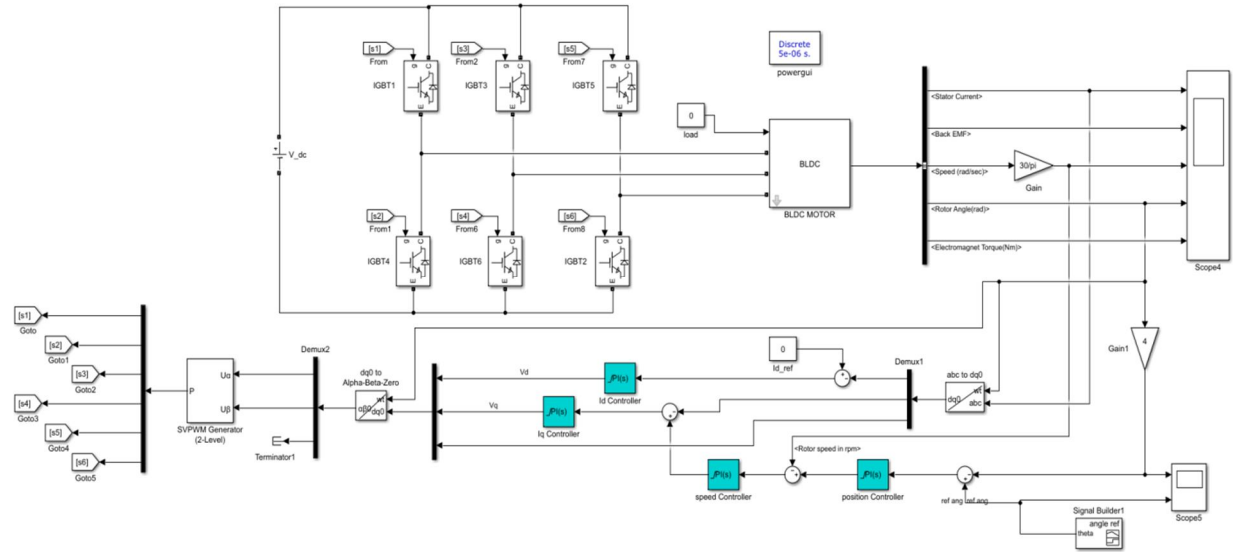 [s1]
From
g
C
E
IGBT1
[s3]
From2
g
C
E
IGBT3
[s5]
From7
g
C
E
IGBT5
Discrete
5e-06 s.
powergui
+
V_dc
0
load
BLDC
BLDC MOTOR
<Stator Current>
<Back EMF>
<Speed (rad/sec)>
30/pi
Gain
<Rotor Angle(rad)>
<Electromagnet Torque(Nm)>
Scope4
[s2]
From1
g
C
E
IGBT4
[s4]
From6
g
C
E
IGBT6
[s6]
From8
g
C
E
IGBT2
[s1]
Goto
[s2]
Goto1
[s3]
Goto2
[s4]
Goto3
[s5]
Goto4
[s6]
Goto5
P
Uα
Uβ
SVPWM Generator
(2-Level)
Demux2
Terminator1
dq0 to
Alpha-Beta-Zero
αβ0
wt
dq0
Vd
Vq
PI(s)
Id Controller
PI(s)
Iq Controller
0
Id_ref
Demux1
abc to dq0
dq0
wt
abc
4
Gain1
<Rotor speed in rpm>
PI(s)
speed Controller
PI(s)
position Controller
ref ang ref ang
Signal Builder1
angle ref
theta
Scope5